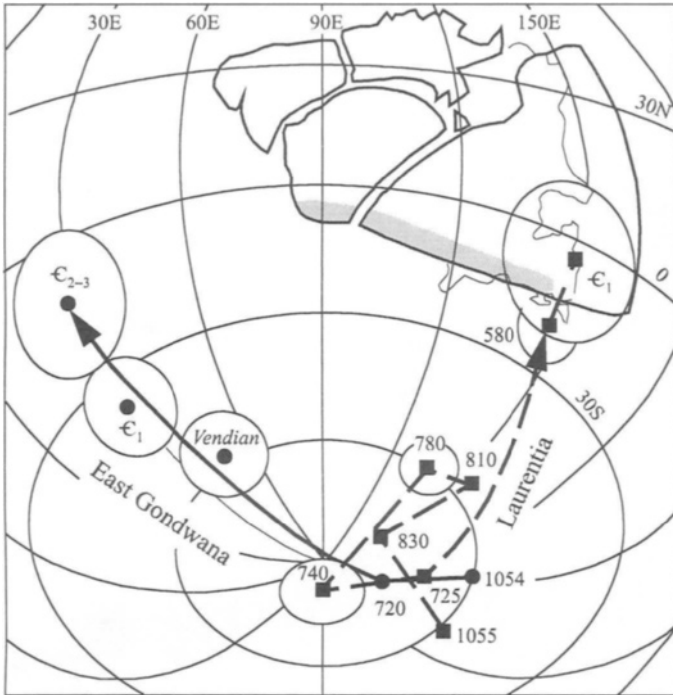 30E 60E 90E 150E
30N
0
Є1
580
30S
Є2–3
Є1
Vendian
780
810
Laurentia
East Gondwana
830
740
720
725
1054
1055